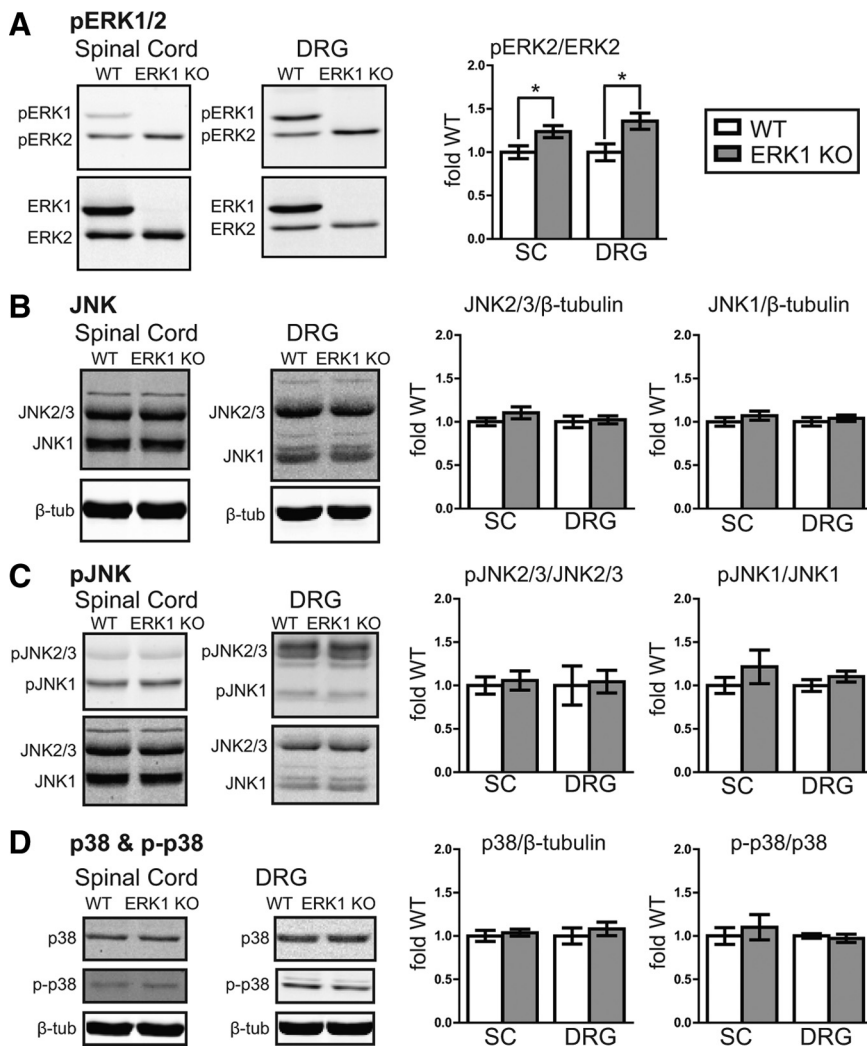 A pERK1/2
Spinal Cord DRG
WT ERK1 KO WT ERK1 KO
pERK1 pERK1
pERK2 pERK2
ERK1 ERK1
ERK2 ERK2
pERK2/ERK2
fold WT
2.0
1.5
1.0
0.5
0.0
* *
SC DRG
WT
ERK1 KO
B JNK
Spinal Cord DRG
WT ERK1 KO WT ERK1 KO
JNK2/3 JNK2/3
JNK1 JNK1
β-tub β-tub
JNK2/3/β-tubulin
fold WT
2.0
1.5
1.0
0.5
0.0
SC DRG
JNK1/β-tubulin
fold WT
2.0
1.5
1.0
0.5
0.0
SC DRG
C pJNK
Spinal Cord DRG
WT ERK1 KO WT ERK1 KO
pJNK2/3 pJNK2/3
pJNK1 pJNK1
JNK2/3 JNK2/3
JNK1 JNK1
pJNK2/3/JNK2/3
fold WT
2.0
1.5
1.0
0.5
0.0
SC DRG
pJNK1/JNK1
fold WT
2.0
1.5
1.0
0.5
0.0
SC DRG
D p38 & p-p38
Spinal Cord DRG
WT ERK1 KO WT ERK1 KO
p38 p38
p-p38 p-p38
β-tub β-tub
p38/β-tubulin
fold WT
2.0
1.5
1.0
0.5
0.0
SC DRG
p-p38/p38
fold WT
2.0
1.5
1.0
0.5
0.0
SC DRG